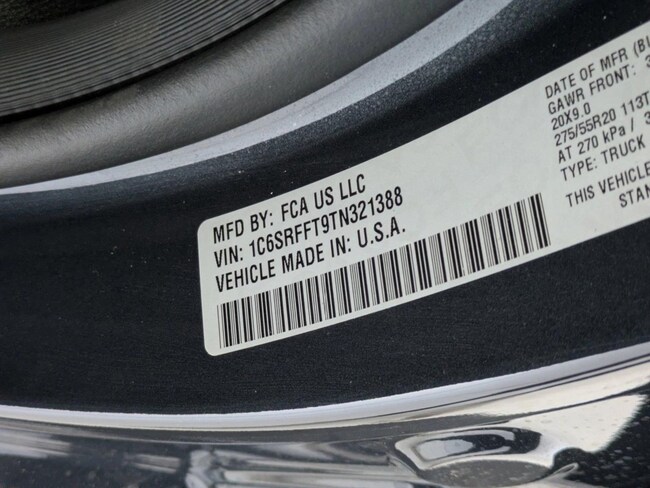 MFD BY: FCA US LLC
VIN: 1C6SRFFT9TN321388
VEHICLE MADE IN: U.S.A.
DATE OF MFR
GAWR FRONT:
20X9.0
275/55R20 113T
AT 270 kPa /
TYPE: TRUCK
THIS VEHICLE